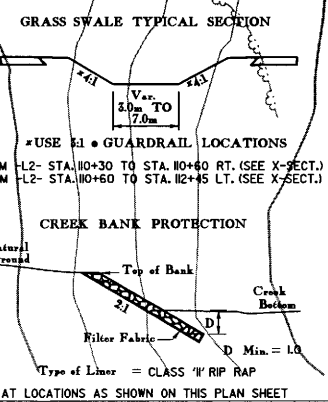 GRASS SWALE TYPICAL SECTION
*4:1 *4:1
Var.
3.0m TO
7.0m
*USE 3:1 @ GUARDRAIL LOCATIONS
M -L2- STA. 110+30 TO STA. 110+60 RT. (SEE X-SECT.)
M -L2- STA. 110+60 TO STA. 112+45 LT. (SEE X-SECT.)
CREEK BANK PROTECTION
atural
round
Top of Bank
2:1
Creek
Bottom
D
Filter Fabric
D Min. = 1.0
Type of Liner = CLASS 'II' RIP RAP
AT LOCATIONS AS SHOWN ON THIS PLAN SHEET